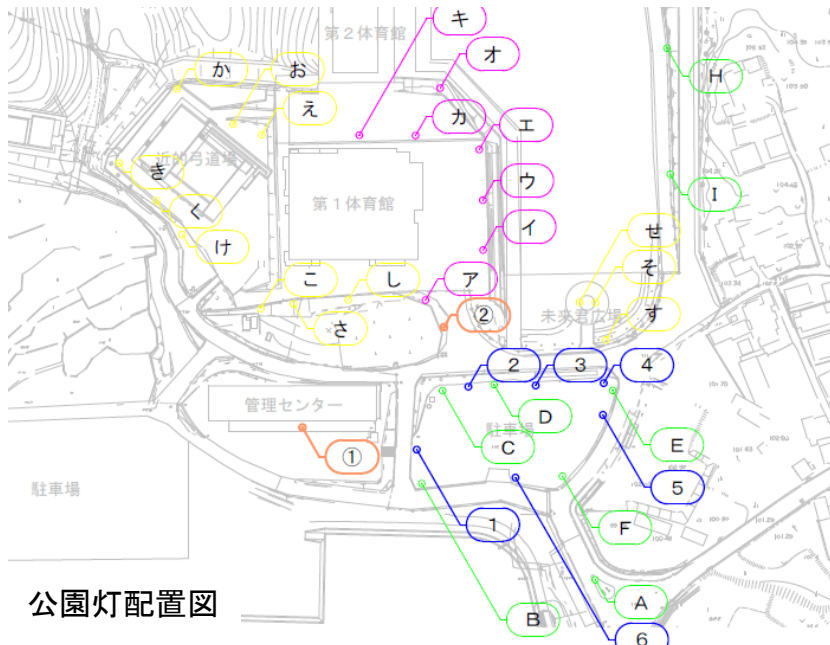 第2体育館
キ
オ
か
お
え
H
カ
エ
近的弓道場
き
ウ
I
第1体育館
く
イ
せ
け
そ
こ
し
ア
②
未来君広場
す
さ
2
3
4
管理センター
D
駐車場
C
E
①
5
駐車場
1
F
A
公園灯配置図
B
6